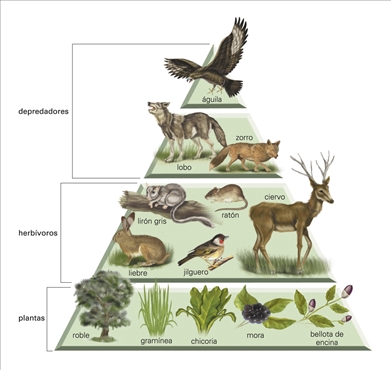 águila
depredadores
zorro
lobo
ciervo
lirón gris
ratón
herbívoros
liebre
jilguero
plantas
roble
gramínea
chicoria
mora
bellota de
encina